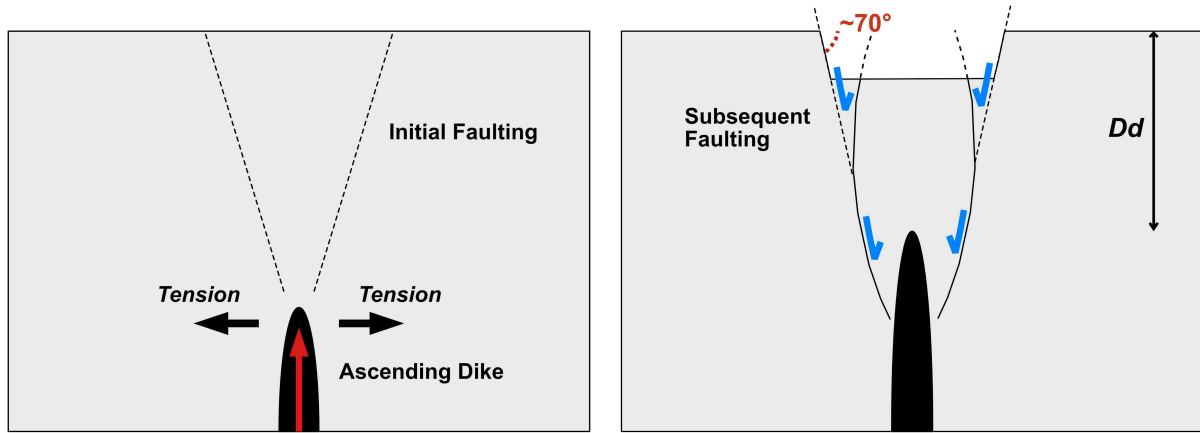 Initial Faulting
Tension
Tension
Ascending Dike
~70°
Subsequent
Faulting
Dd